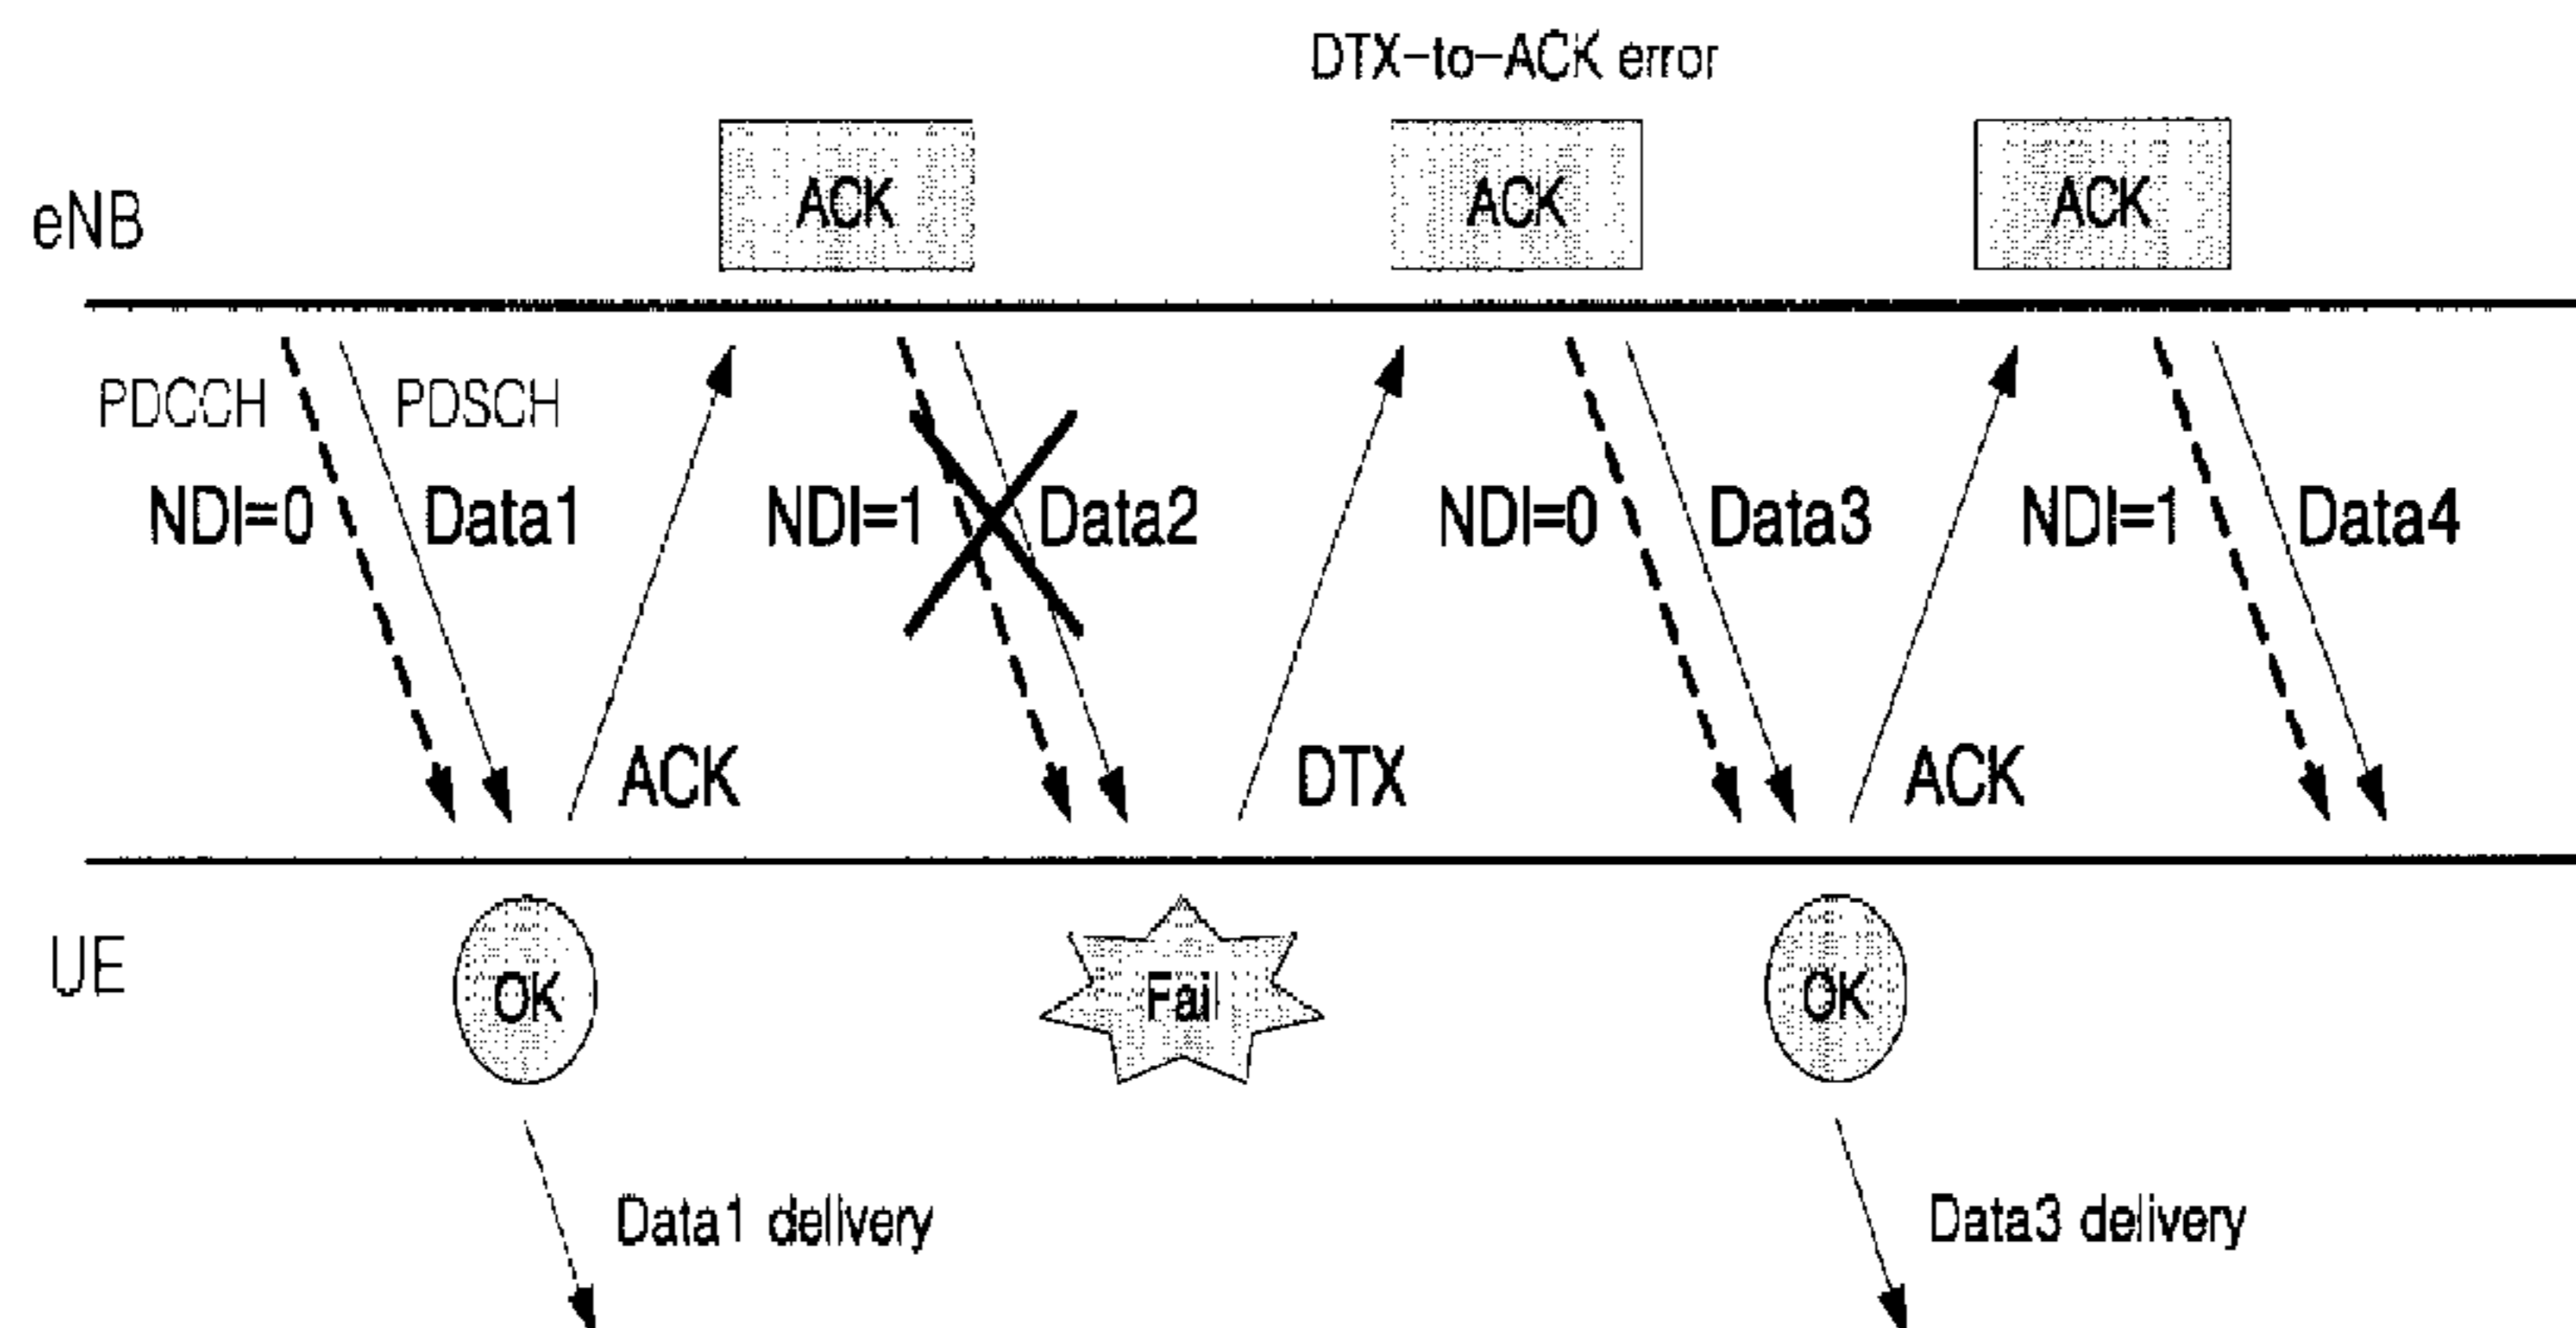 DTX-to-ACK error
ACK ACK ACK
eNB
PDCCH PDSCH
NDI=0 Data1 NDI=1 Data2 NDI=0 Data3 NDI=1 Data4
ACK DTX ACK
UE
OK Fail OK
Data1 delivery Data3 delivery